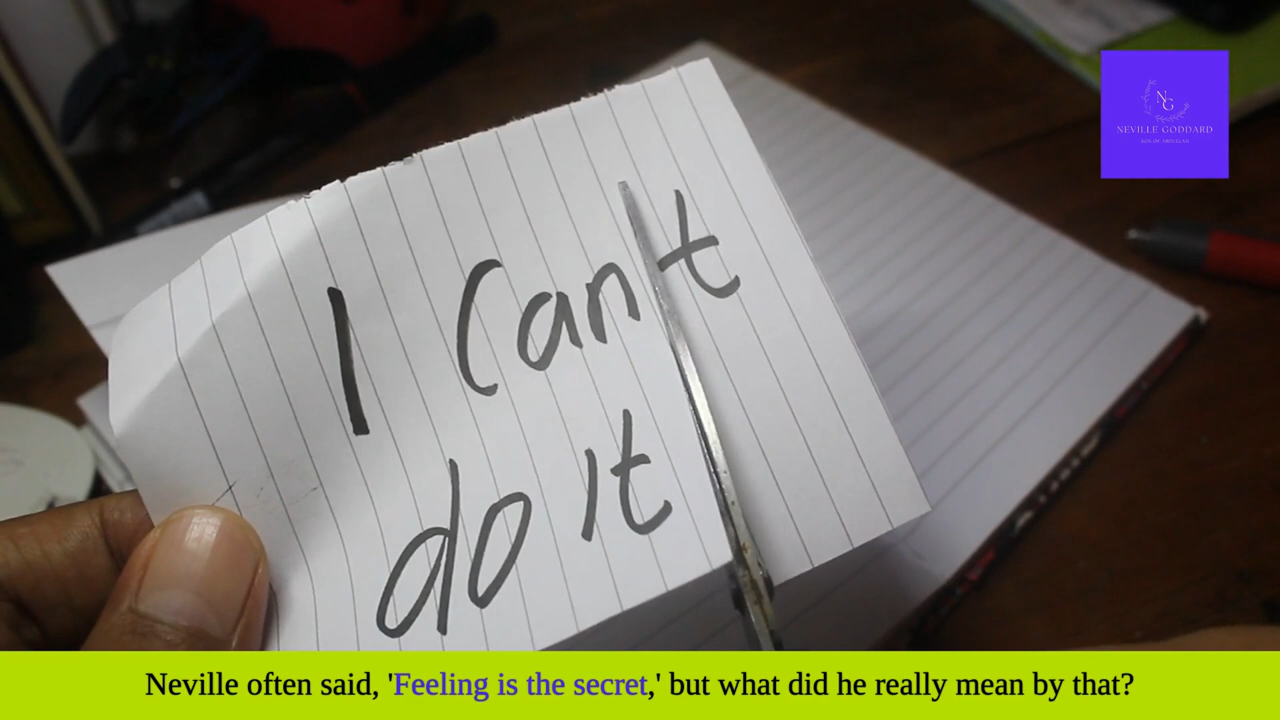 NEVILLE GODDARD
I Can't
do It
Neville often said, 'Feeling is the secret,' but what did he really mean by that?